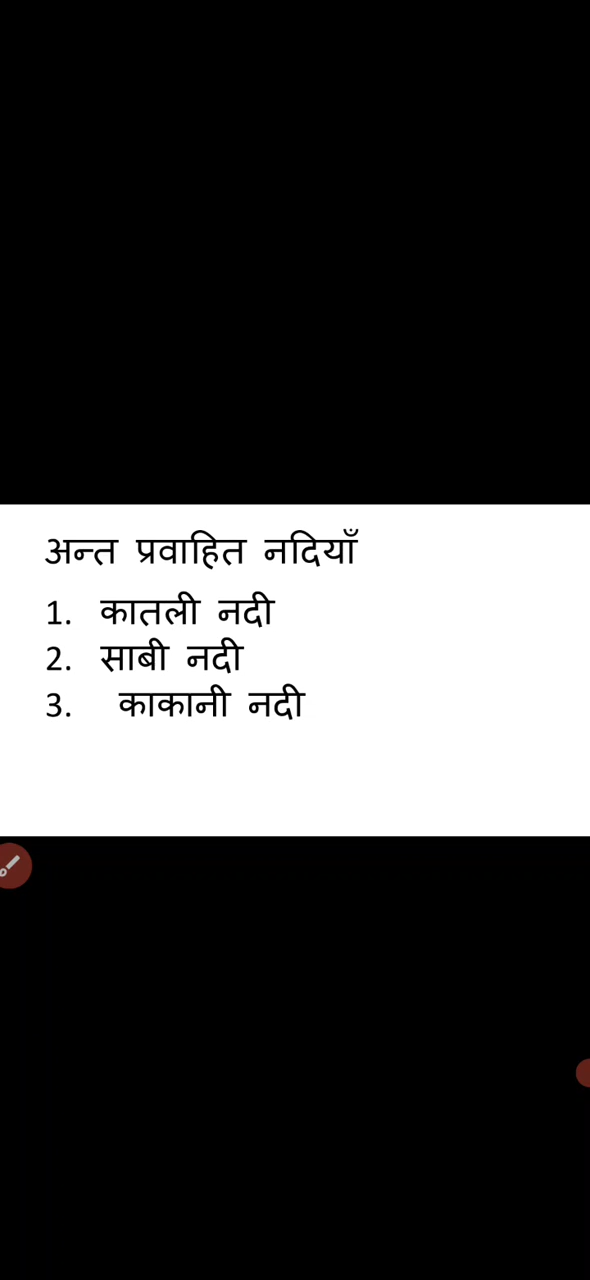 अन्त प्रवाहित नदियाँ
1. कातली नदी
2. साबी नदी
3. काकानी नदी